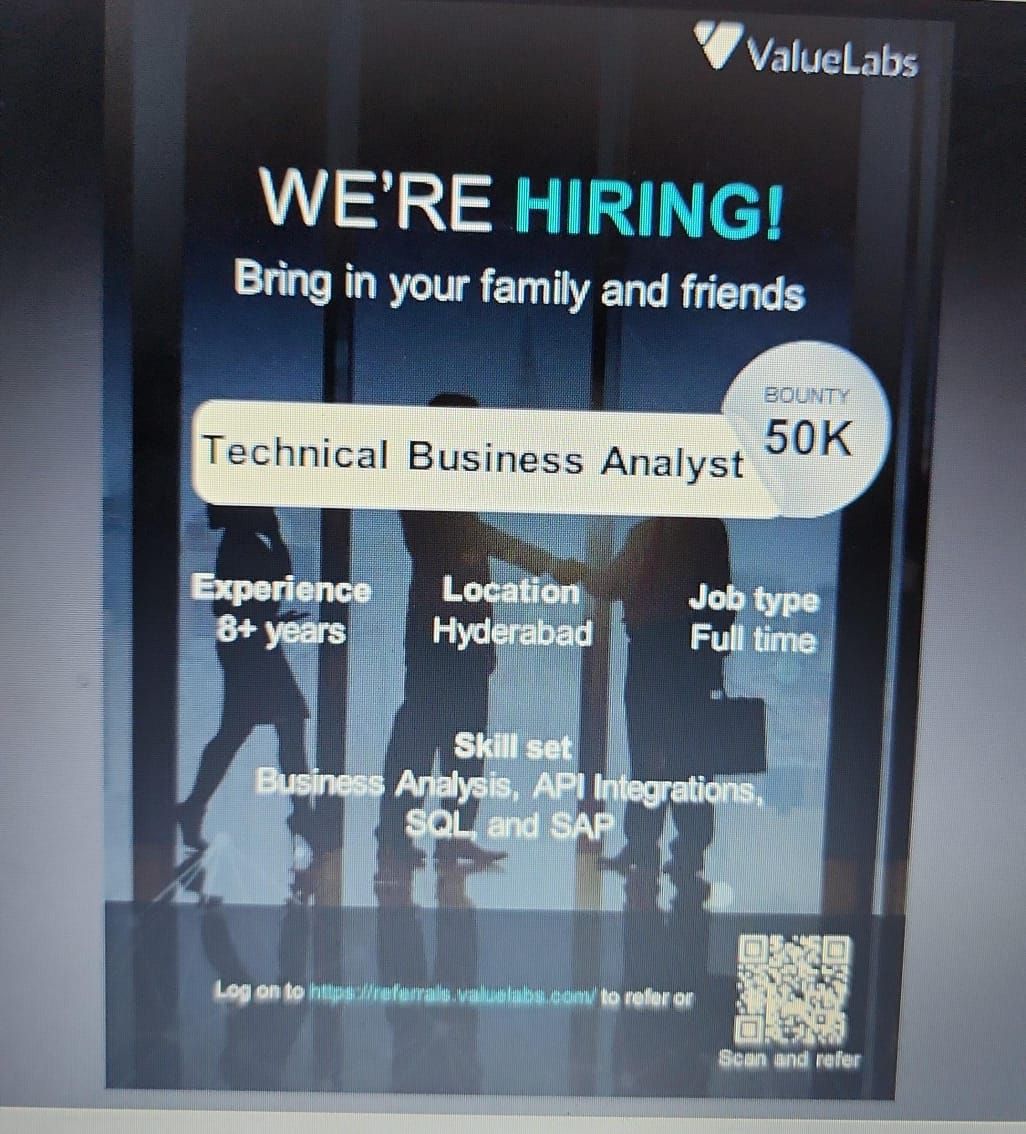 ValueLabs
WE'RE HIRING!
Bring in your family and friends
BOUNTY
50K
Technical Business Analyst
Experience
8+ years
Location
Hyderabad
Job type
Full time
Skill set
Business Analysis, API Integrations,
SQL and SAP
Log on to https://referrals.valuelabs.com/ to refer or
Scan and refer